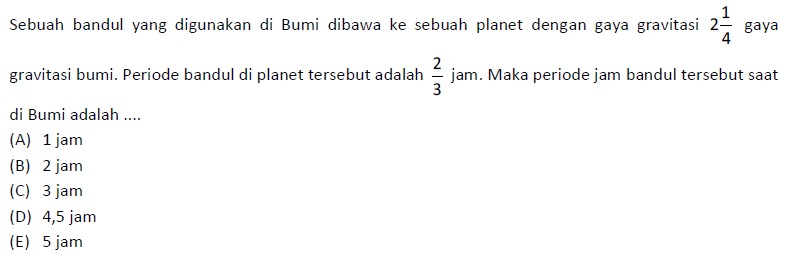 Sebuah bandul yang digunakan di Bumi dibawa ke sebuah planet dengan gaya gravitasi 2 1/4 gaya
gravitasi bumi. Periode bandul di planet tersebut adalah 2/3 jam. Maka periode jam bandul tersebut saat
di Bumi adalah ....
(A) 1 jam
(B) 2 jam
(C) 3 jam
(D) 4,5 jam
(E) 5 jam